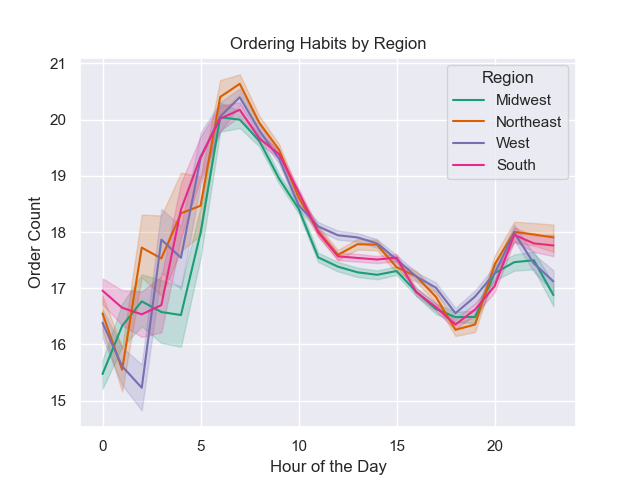 Ordering Habits by Region
21
20
19
18
17
16
15
Order Count
Region
Midwest
Northeast
West
South
0 5 10 15 20
Hour of the Day